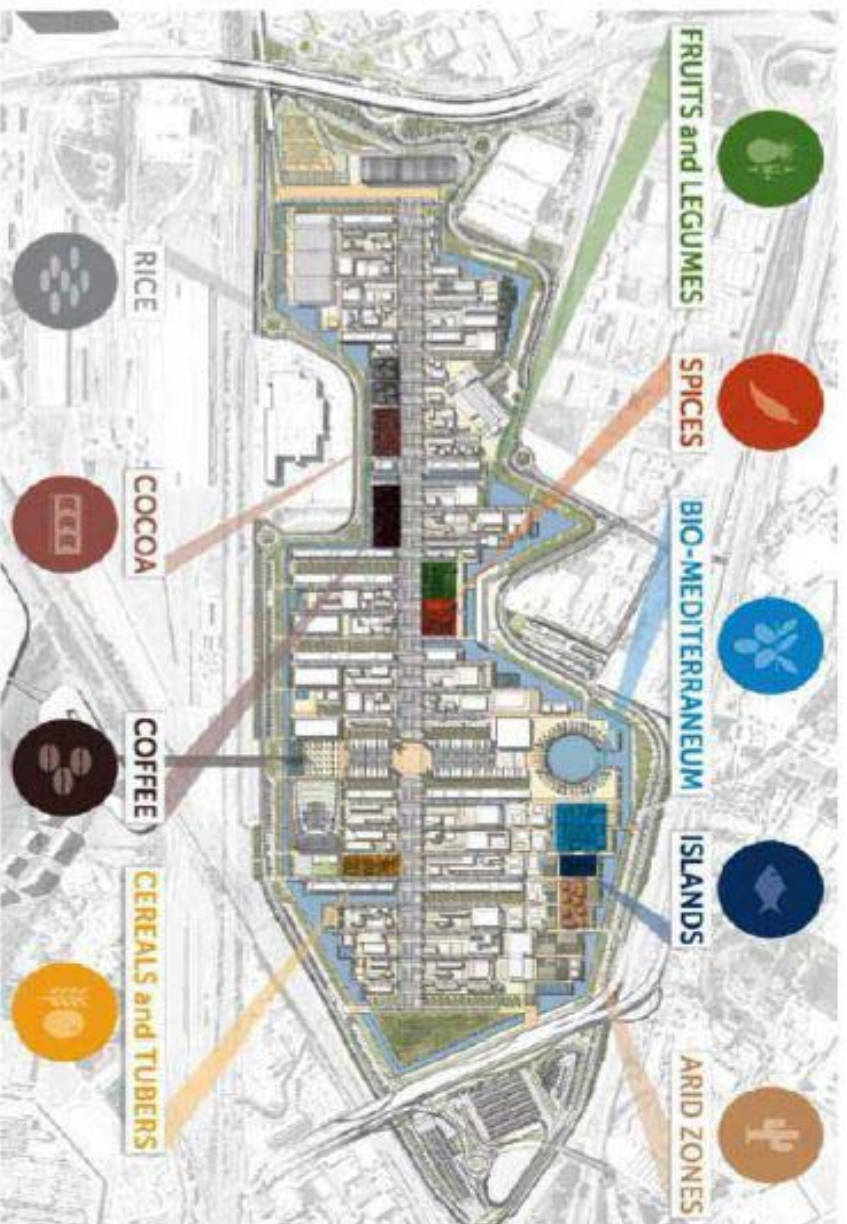 FRUITS and LEGUMES
SPICES
BIO-MEDITERRANEUM
ISLANDS
ARID ZONES
RICE
COCOA
COFFEE
CEREALS and TUBERS